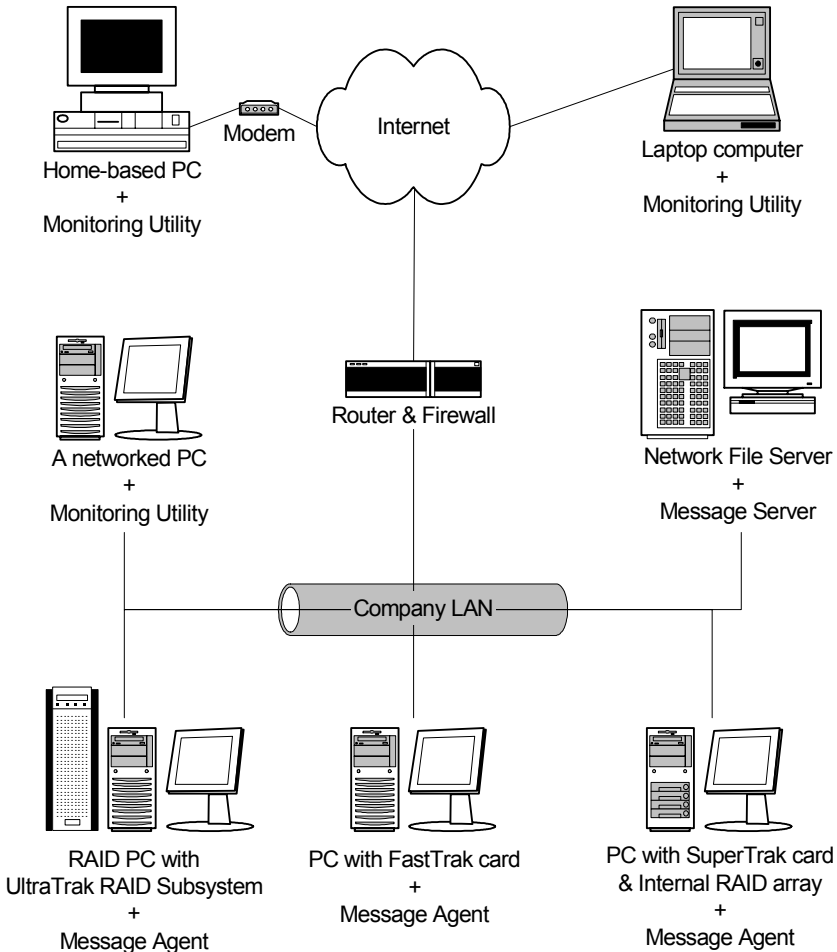 Internet
Modem
Home-based PC
+
Monitoring Utility
Laptop computer
+
Monitoring Utility
A networked PC
+
Monitoring Utility
Router & Firewall
Network File Server
+
Message Server
Company LAN
RAID PC with
UltraTrak RAID Subsystem
+
Message Agent
PC with FastTrak card
+
Message Agent
PC with SuperTrak card
& Internal RAID array
+
Message Agent